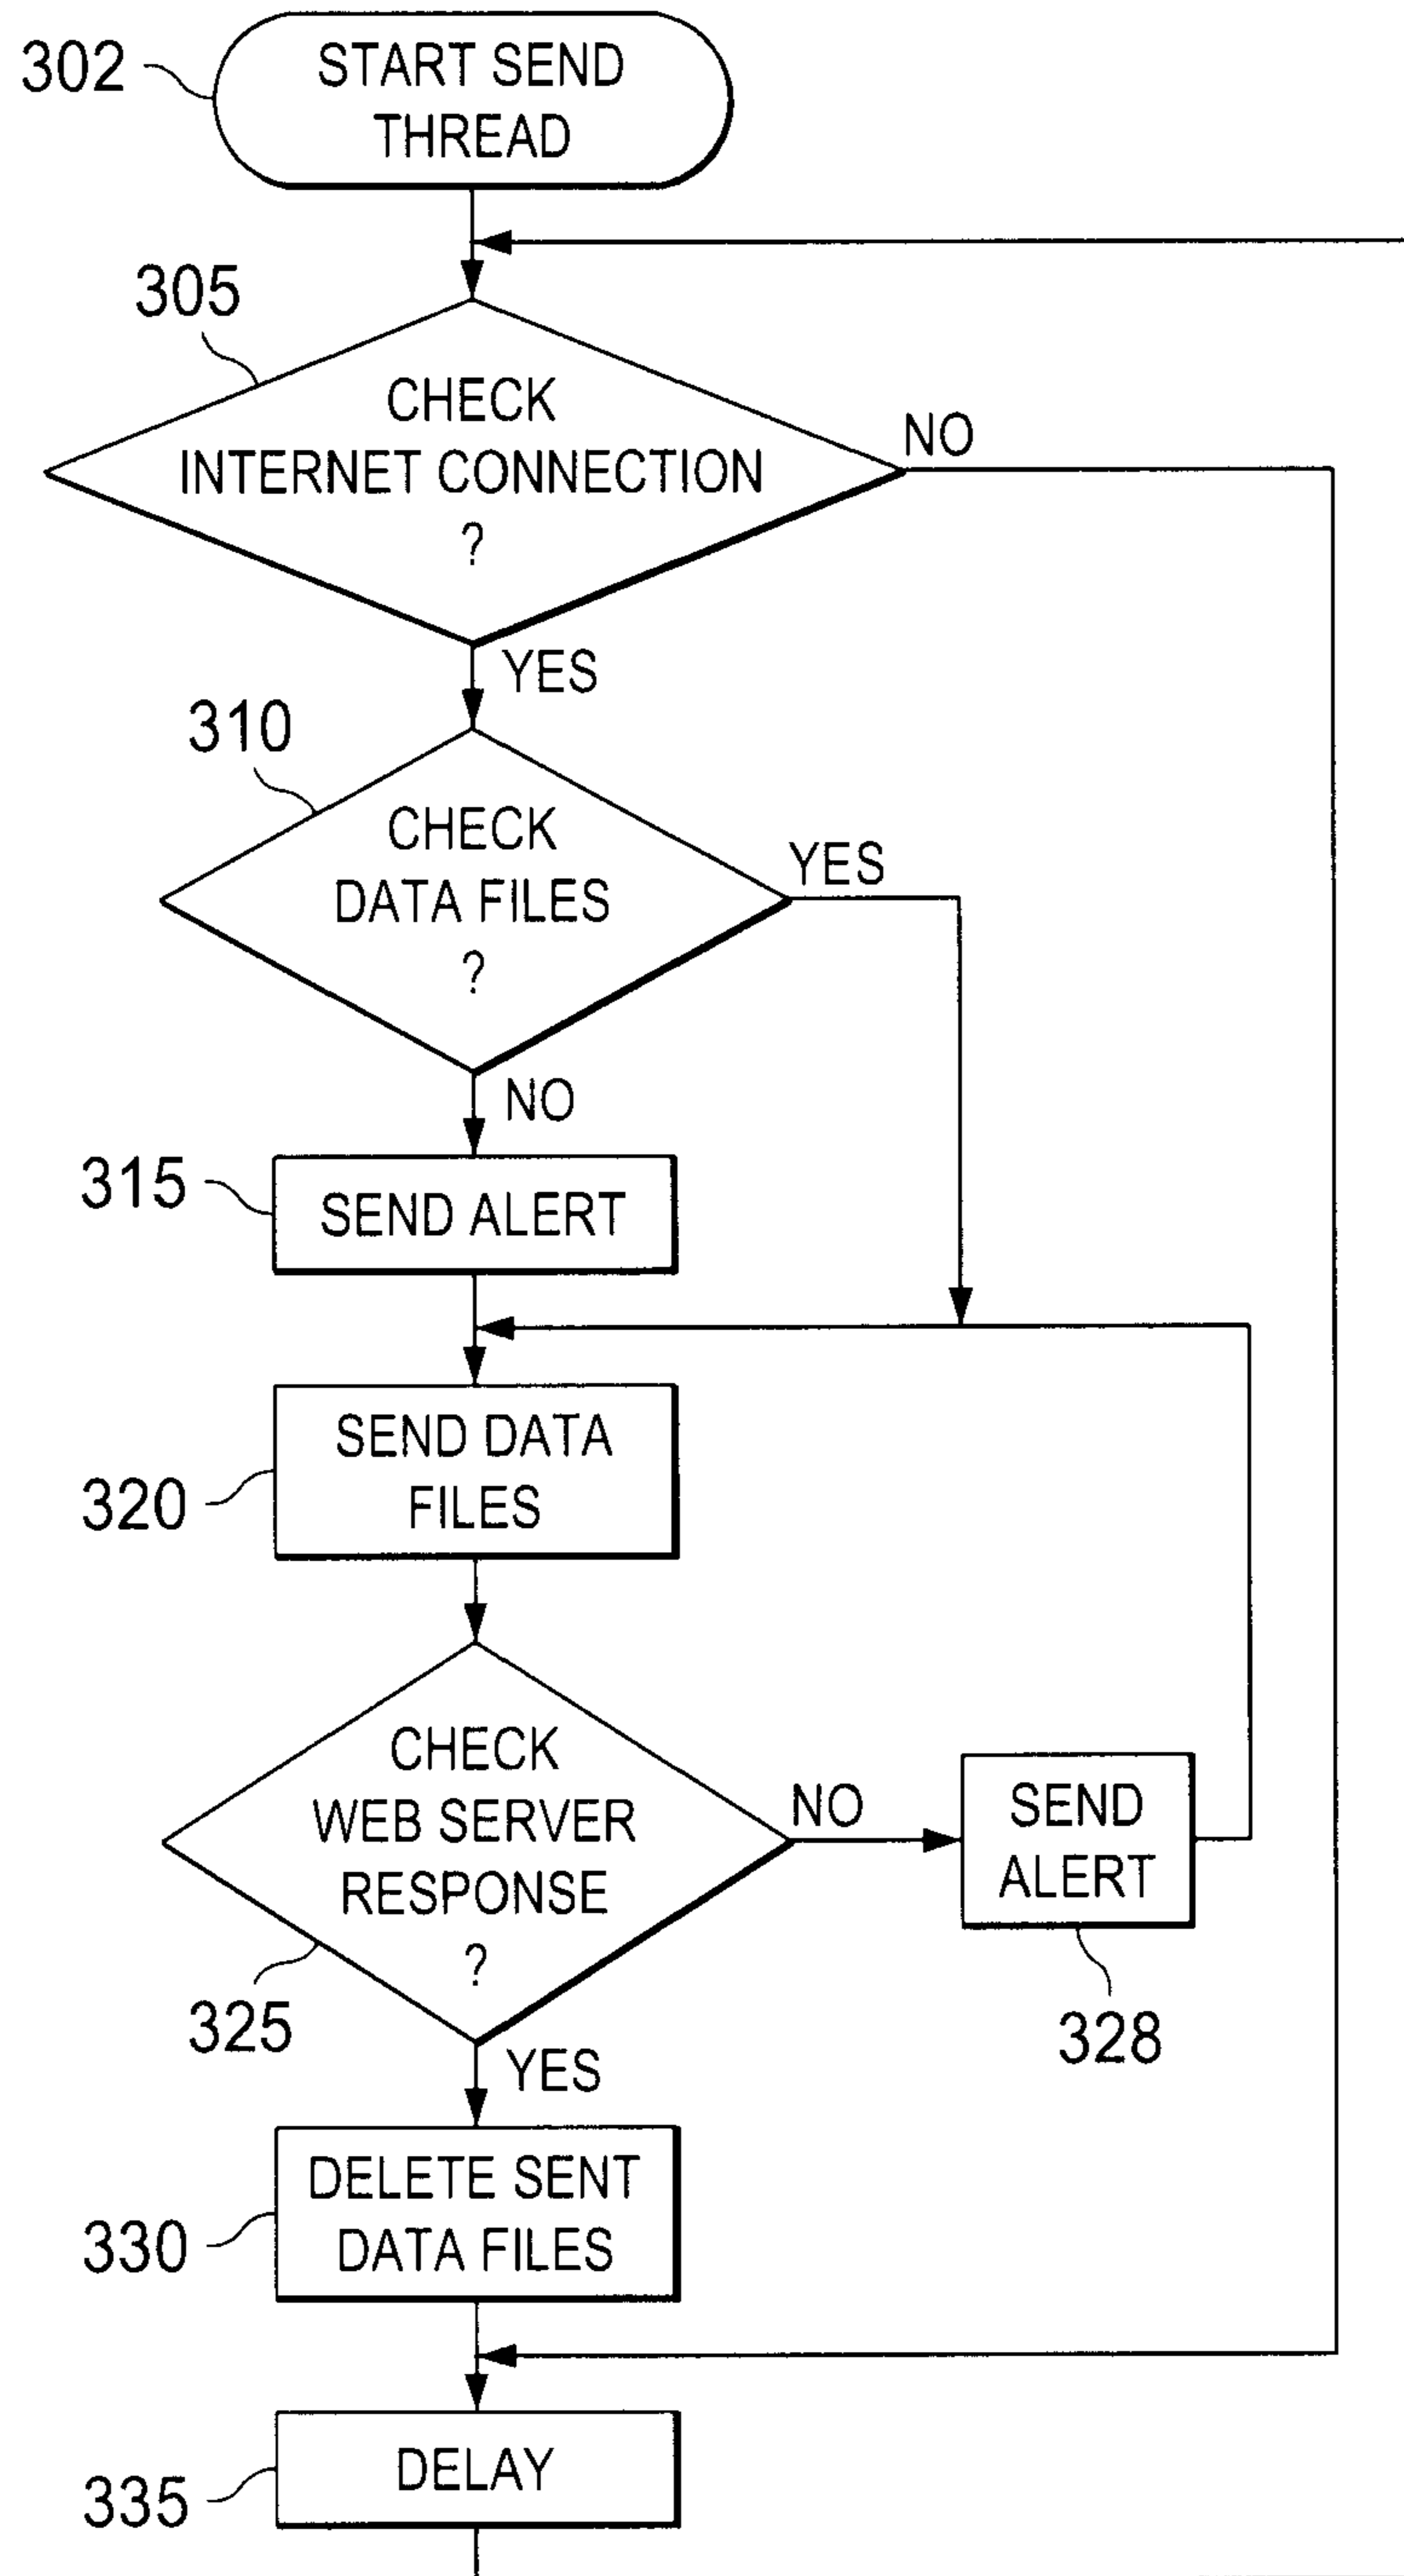 302
START SEND
THREAD
305
CHECK
INTERNET CONNECTION
?
NO
YES
310
CHECK
DATA FILES
?
YES
NO
315
SEND ALERT
320
SEND DATA
FILES
CHECK
WEB SERVER
RESPONSE
?
325
NO
SEND
ALERT
328
YES
330
DELETE SENT
DATA FILES
335
DELAY